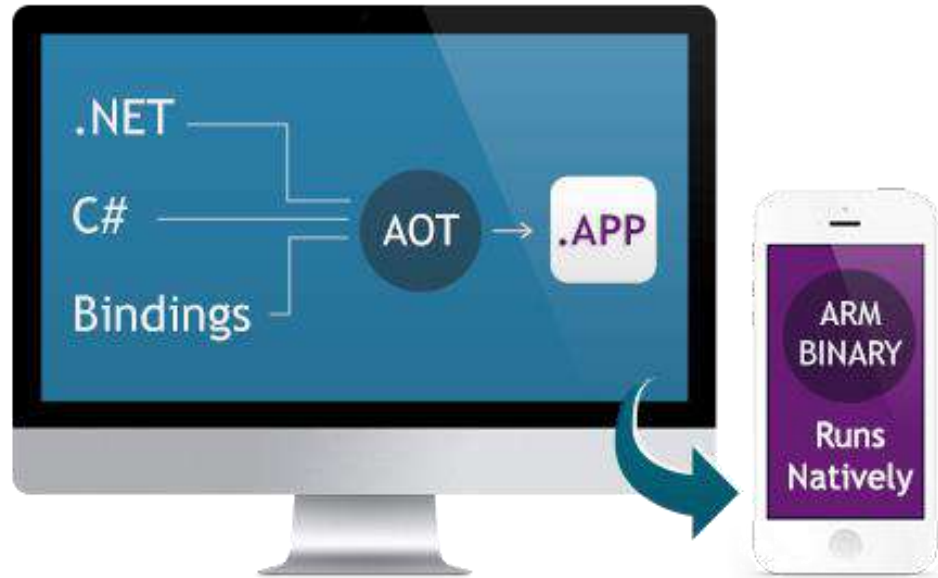 .NET
C#
Bindings
AOT
.APP
ARM
BINARY
Runs
Natively